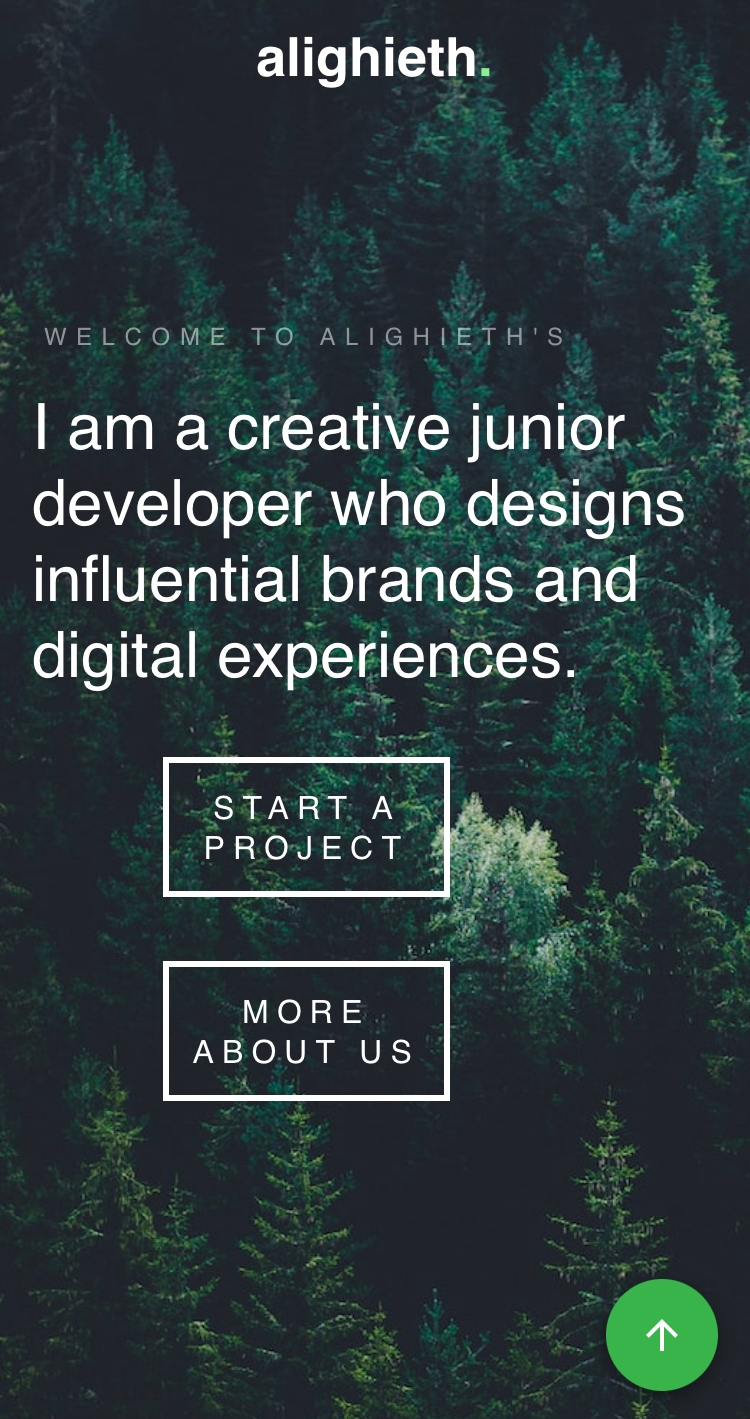 alighieth.
WELCOME TO ALIGHIETH'S
I am a creative junior
developer who designs
influential brands and
digital experiences.
START A
PROJECT
MORE
ABOUT US